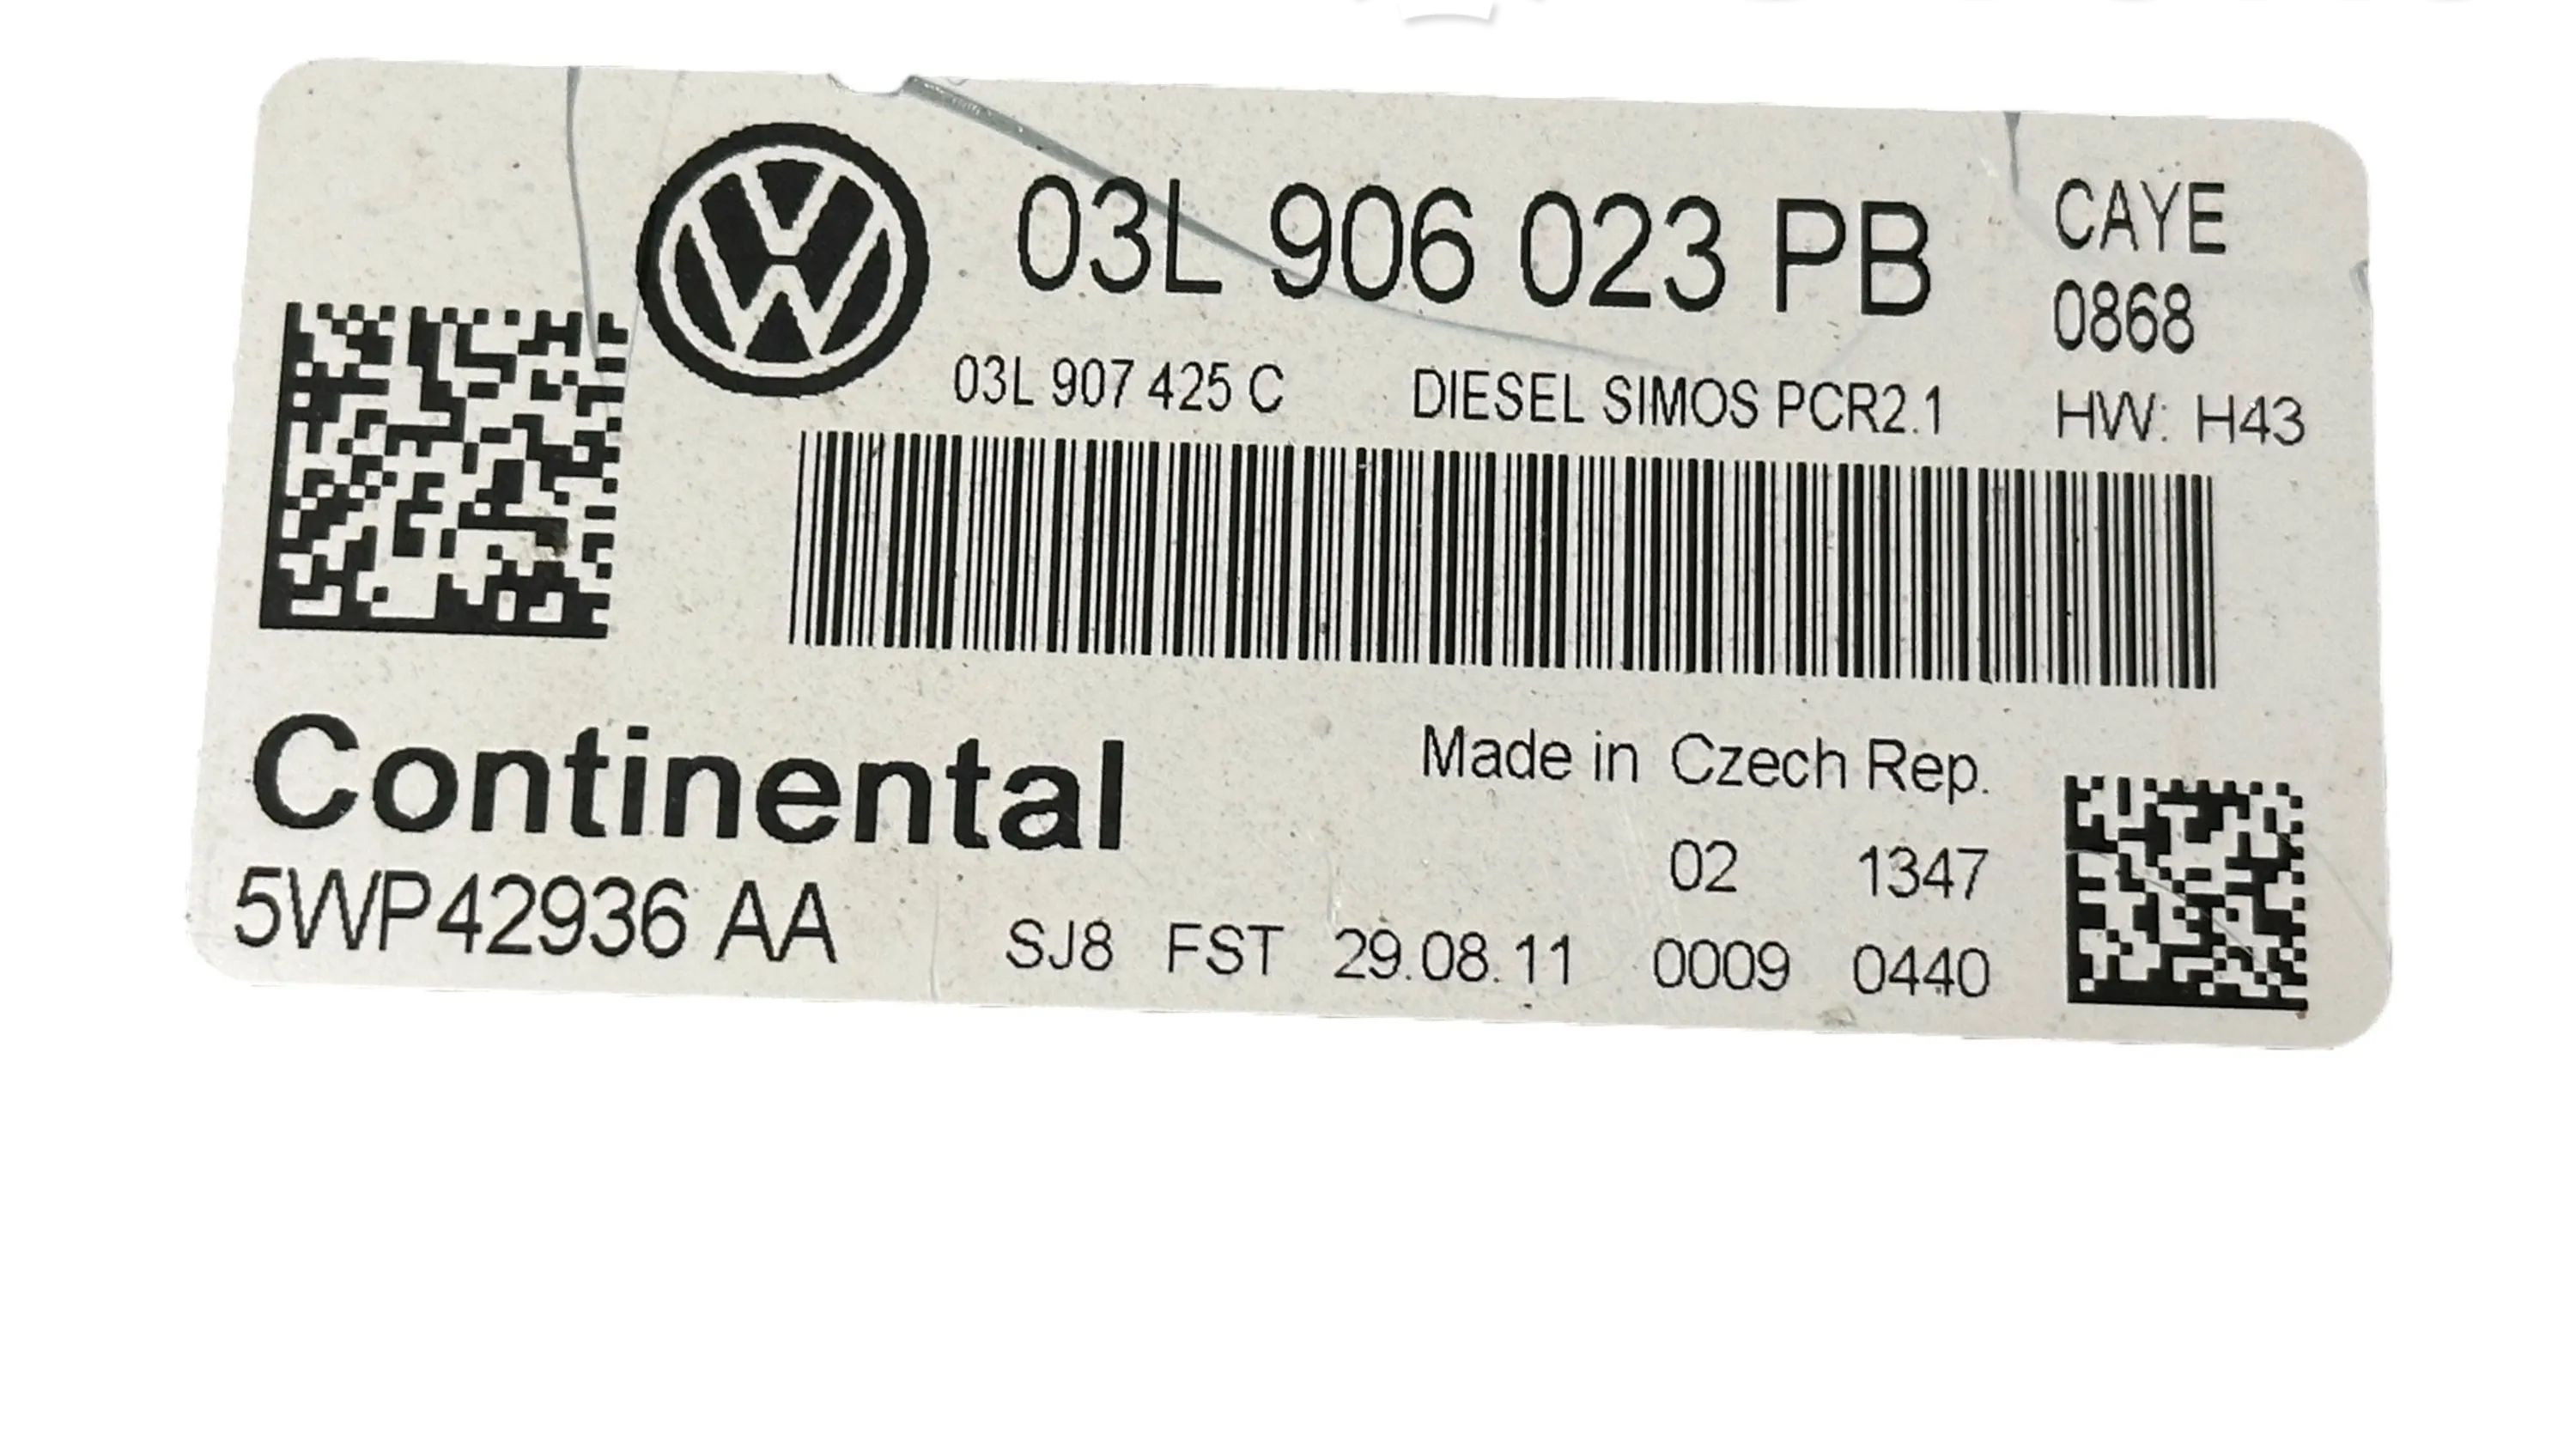 03L 906 023 PB
CAYE
0868
03L 907 425 C DIESEL SIMOS PCR2.1 HW: H43
Continental
Made in Czech Rep.
02 1347
5WP42936 AA SJ8 FST 29.08.11 0009 0440